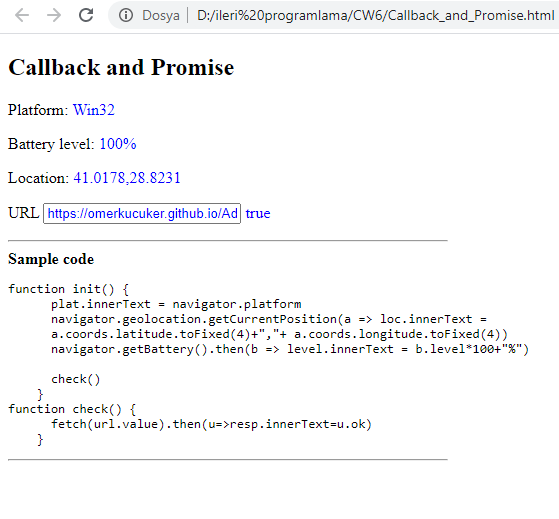 Dosya D:/ileri%20programlama/CW6/Callback_and_Promise.html
Callback and Promise
Platform: Win32
Battery level: 100%
Location: 41.0178,28.8231
URL https://omerkucuker.github.io/Ad true
Sample code
function init() {
plat.innerText = navigator.platform
navigator.geolocation.getCurrentPosition(a => loc.innerText =
a.coords.latitude.toFixed(4)+","+ a.coords.longitude.toFixed(4))
navigator.getBattery().then(b => level.innerText = b.level*100+"%")
check()
}
function check() {
fetch(url.value).then(u=>resp.innerText=u.ok)
}